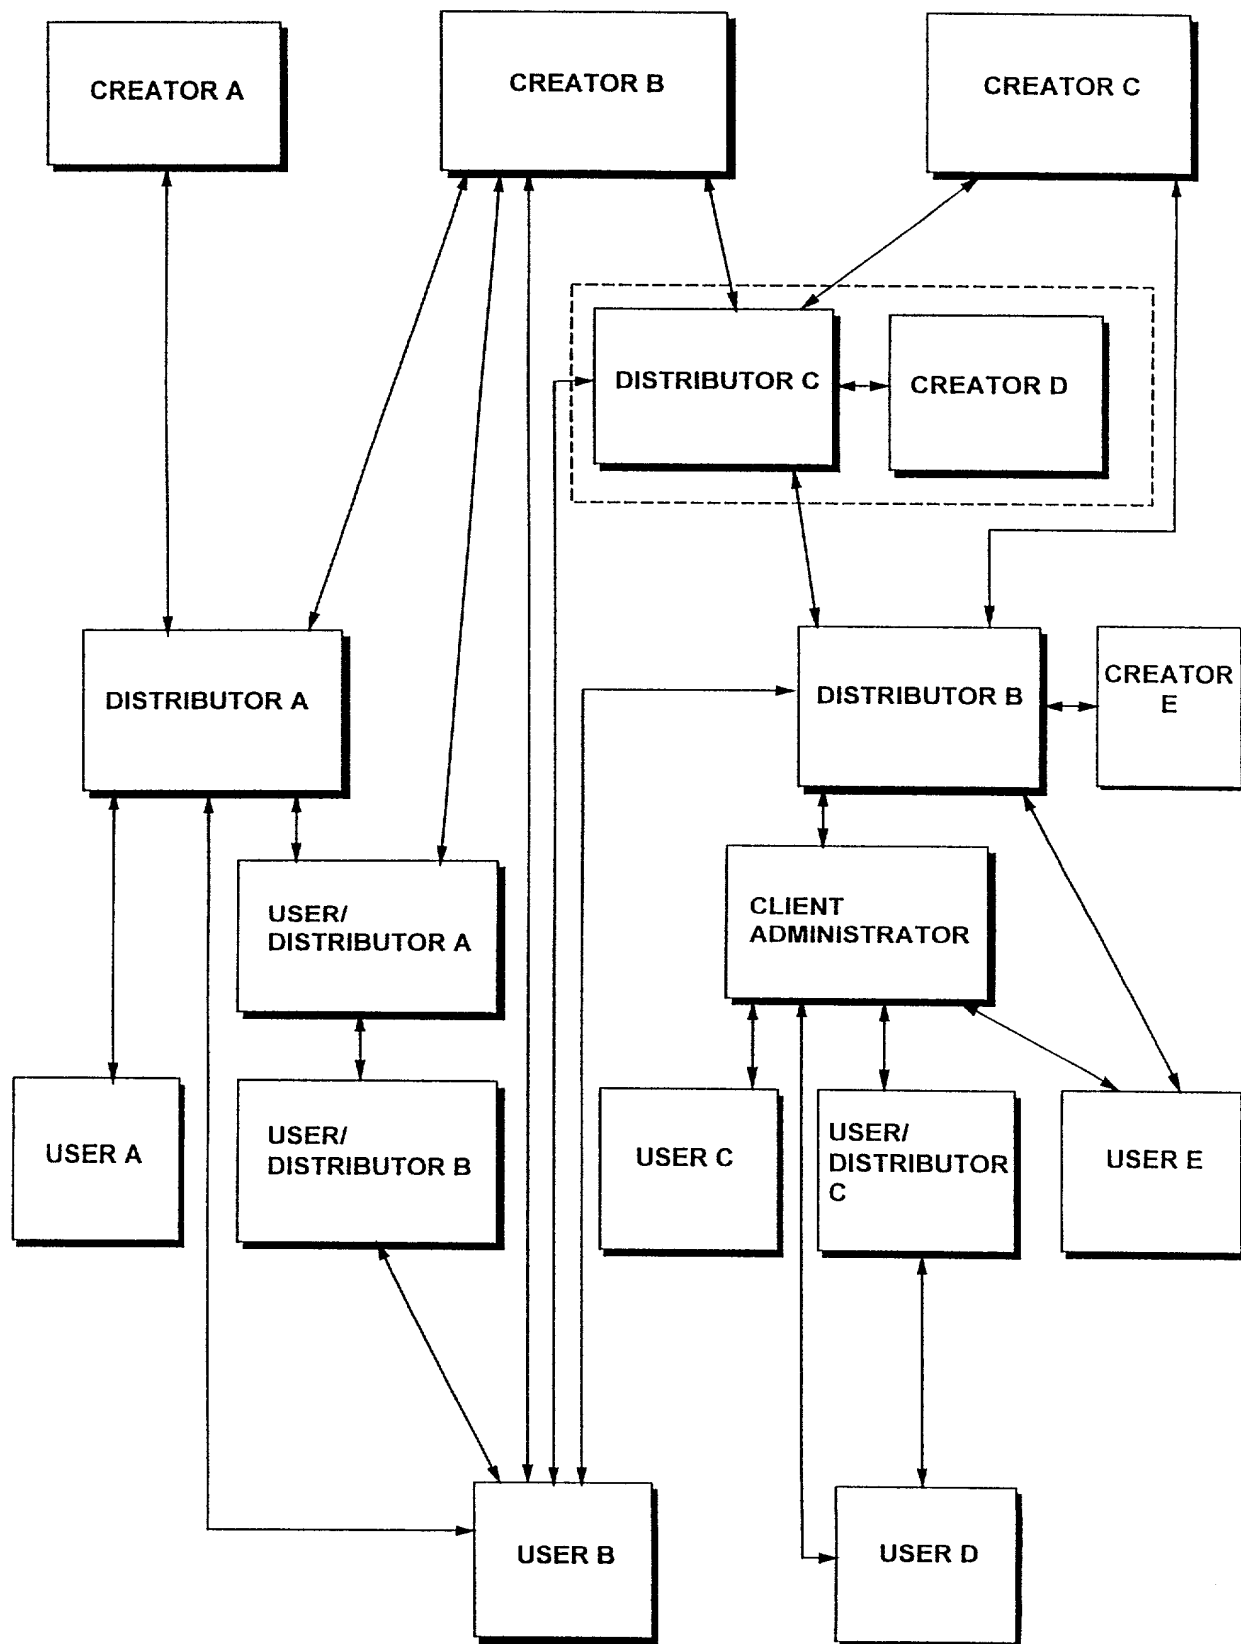 CREATOR A
CREATOR B
CREATOR C
DISTRIBUTOR C
CREATOR D
DISTRIBUTOR A
DISTRIBUTOR B
CREATOR
E
USER/
DISTRIBUTOR A
CLIENT
ADMINISTRATOR
USER A
USER/
DISTRIBUTOR B
USER C
USER/
DISTRIBUTOR
C
USER E
USER B
USER D